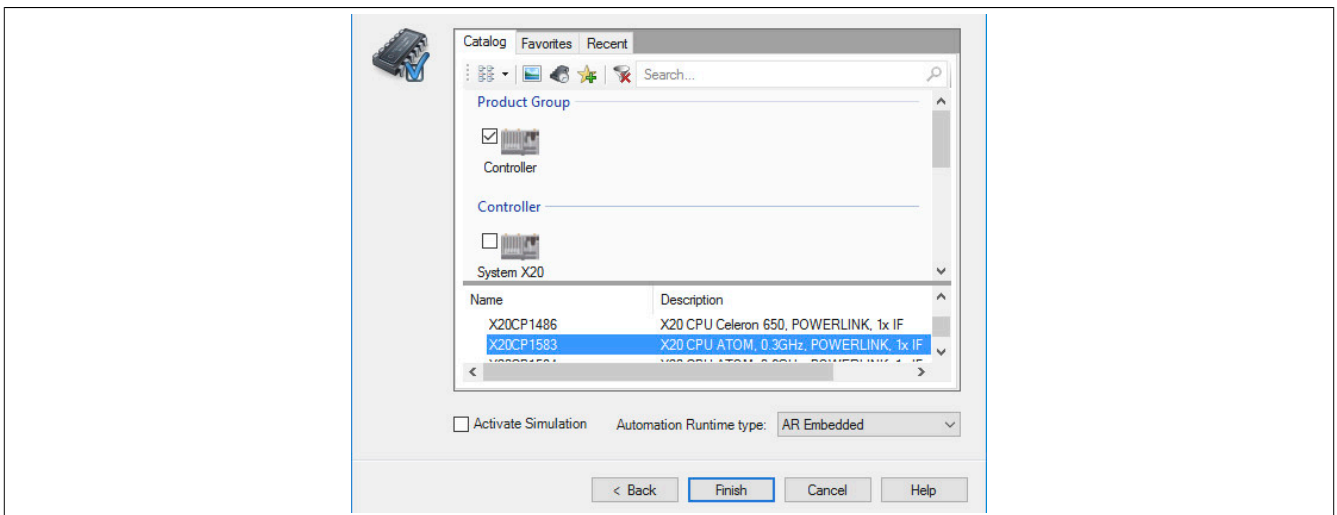 Catalog Favorites Recent
Search...
Product Group
Controller
Controller
System X20
Name Description
X20CP1486 X20 CPU Celeron 650, POWERLINK, 1x IF
X20CP1583 X20 CPU ATOM, 0.3GHz, POWERLINK, 1x IF
Activate Simulation Automation Runtime type: AR Embedded
< Back Finish Cancel Help